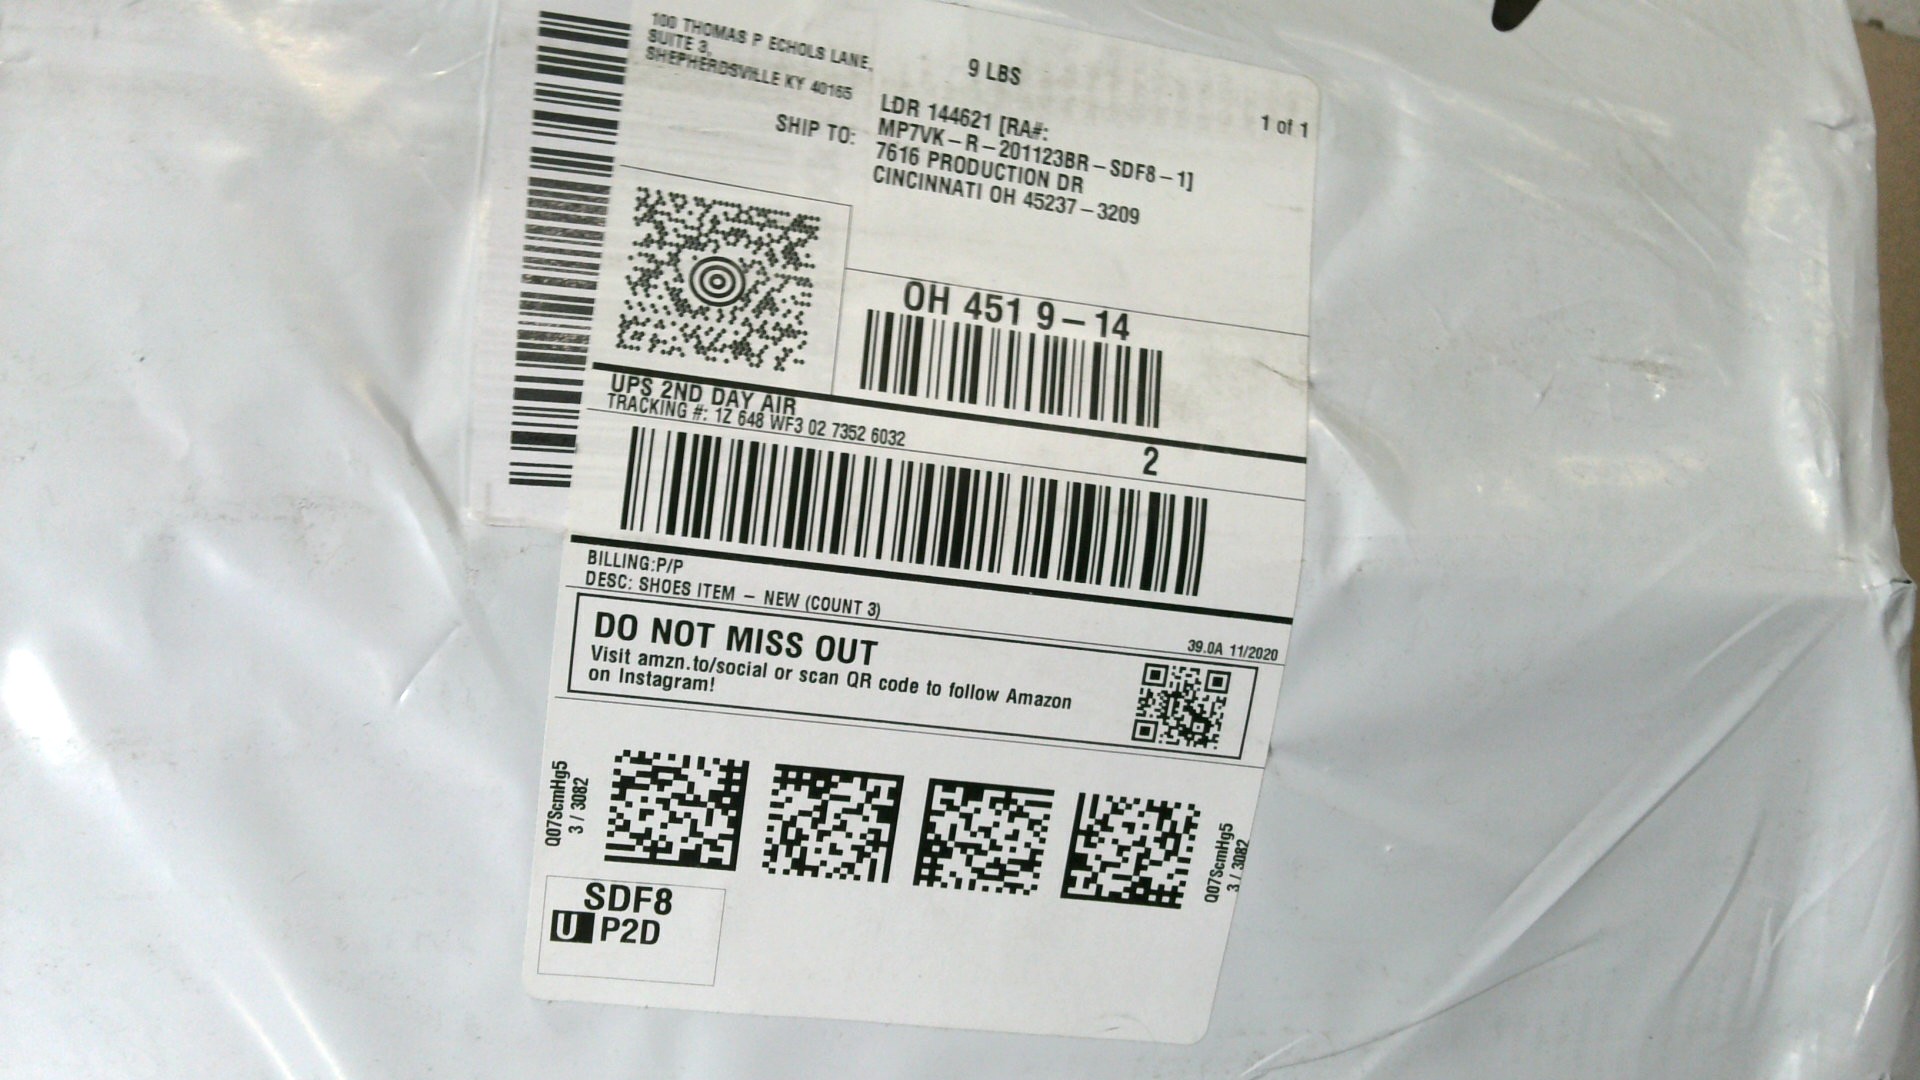 100 THOMAS P ECHOLS LANE,
SUITE 3,
SHEPHERDSVILLE KY 40165
9 LBS
1 of 1
SHIP TO:
LDR 144621 [RA#:
MP7VK-R-201123BR-SDF8-1]
7616 PRODUCTION DR
CINCINNATI OH 45237-3209
OH 451 9-14
UPS 2ND DAY AIR
TRACKING #: 1Z 648 WF3 02 7352 6032
2
BILLING:P/P
DESC: SHOES ITEM - NEW (COUNT 3)
39.0A 11/2020
DO NOT MISS OUT
Visit amzn.to/social or scan QR code to follow Amazon
on Instagram!
Q07ScmHg5
3 / 3082
Q07ScmHg5
3 / 3082
SDF8
U P2D